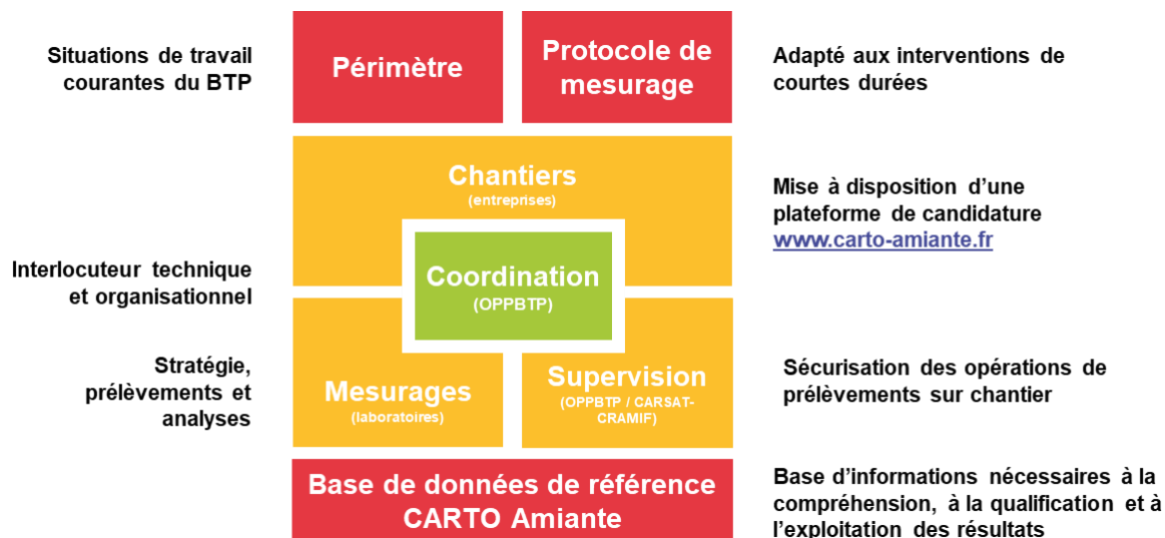 Situations de travail
courantes du BTP
Périmètre
Protocole de
mesurage
Adapté aux interventions de
courtes durées
Chantiers
(entreprises)
Mise à disposition d’une
plateforme de candidature
www.carto-amiante.fr
Interlocuteur technique
et organisationnel
Coordination
(OPPBTP)
Stratégie,
prélèvements et
analyses
Mesurages
(laboratoires)
Supervision
(OPPBTP / CARSAT-
CRAMIF)
Sécurisation des opérations de
prélèvements sur chantier
Base de données de référence
CARTO Amiante
Base d’informations nécessaires à la
compréhension, à la qualification et à
l’exploitation des résultats